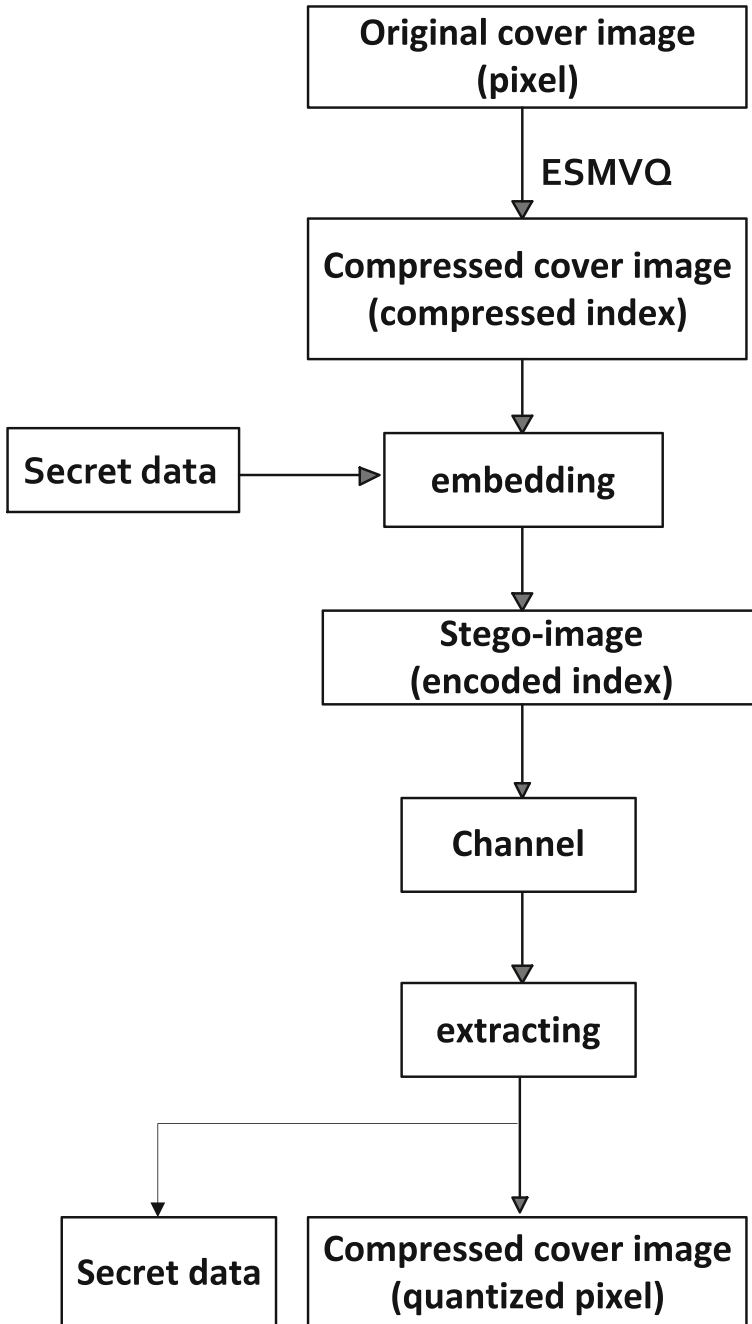 Original cover image
(pixel)
ESMVQ
Compressed cover image
(compressed index)
Secret data
embedding
Stego-image
(encoded index)
Channel
extracting
Secret data
Compressed cover image
(quantized pixel)